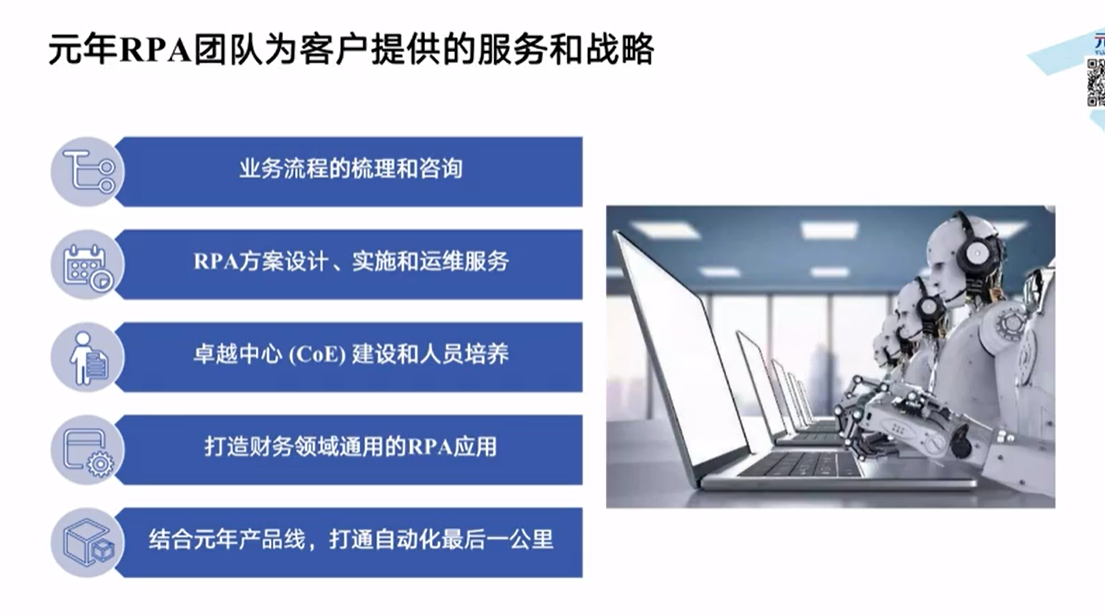 元年RPA团队为客户提供的服务和战略
业务流程的梳理和咨询
RPA方案设计、实施和运维服务
卓越中心 (CoE) 建设和人员培养
打造财务领域通用的RPA应用
结合元年产品线，打通自动化最后一公里